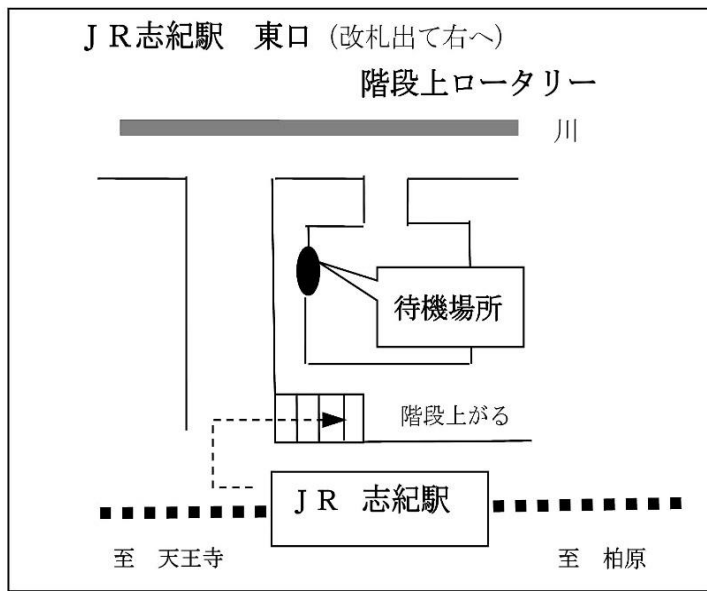 ＪＲ志紀駅　東口（改札出て右へ）
階段上ロータリー
川
待機場所
階段上がる
ＪＲ　志紀駅
至　天王寺
至　柏原